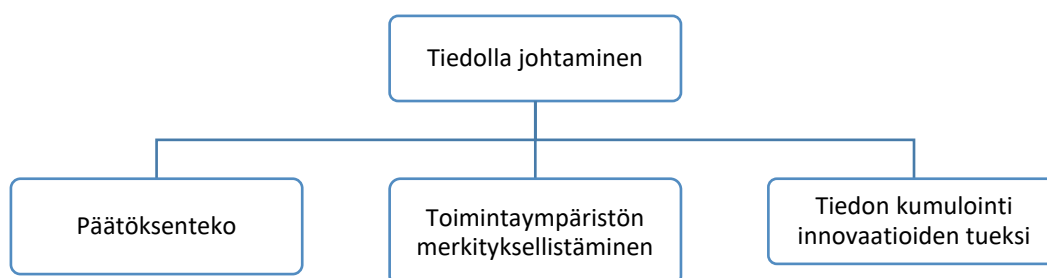 Tiedolla johtaminen
Päätöksenteko
Toimintaympäristön
merkityksellistäminen
Tiedon kumulointi
innovaatioiden tueksi